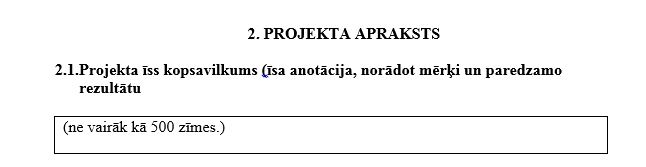 2. PROJEKTA APRAKSTS
2.1.Projekta īss kopsavilkums (īsa anotācija, norādot mērķi un paredzamo
rezultātu
(ne vairāk kā 500 zīmes.)